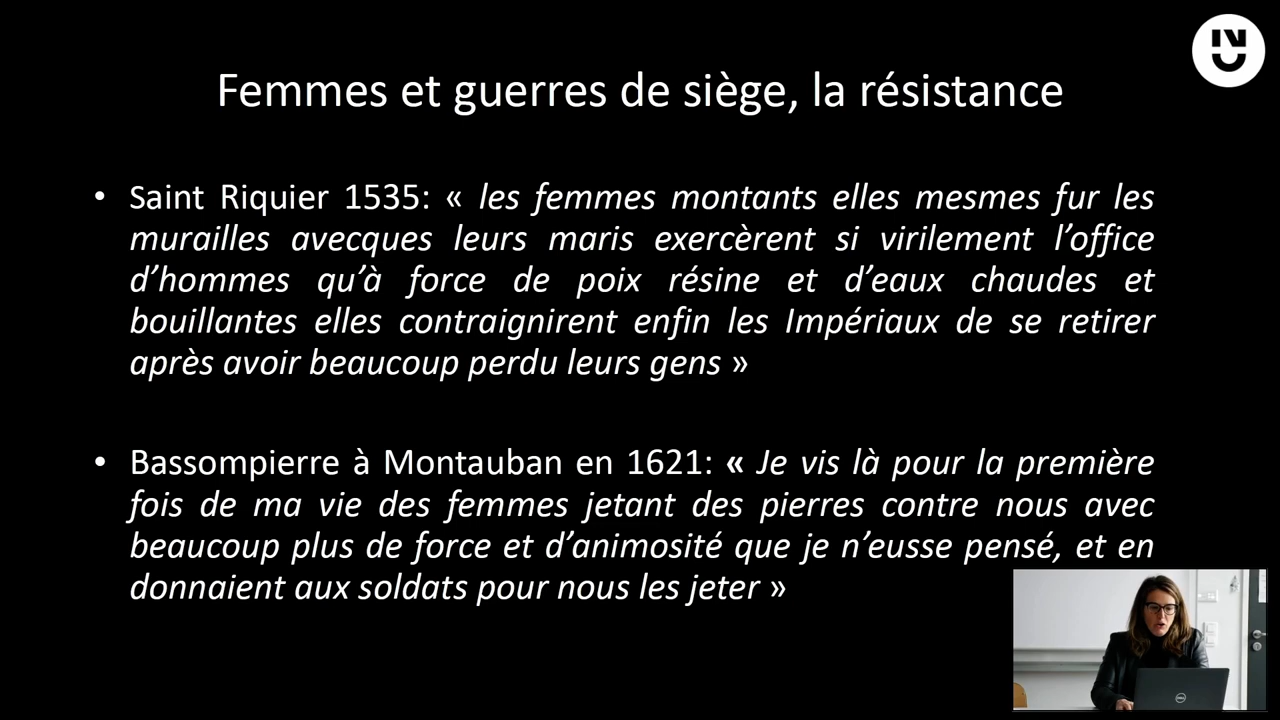 IN
U
Femmes et guerres de siège, la résistance
• Saint Riquier 1535: « les femmes montants elles mesmes fur les
murailles avecques leurs maris exercèrent si virilement l’office
d’hommes qu’à force de poix résine et d’eaux chaudes et
bouillantes elles contraignirent enfin les Impériaux de se retirer
après avoir beaucoup perdu leurs gens »
• Bassompierre à Montauban en 1621: « Je vis là pour la première
fois de ma vie des femmes jetant des pierres contre nous avec
beaucoup plus de force et d’animosité que je n’eusse pensé, et en
donnaient aux soldats pour nous les jeter »
DELL